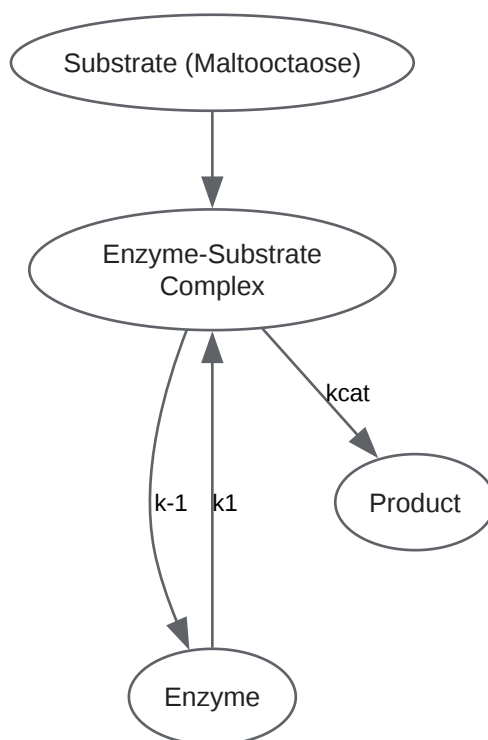 Substrate (Maltooctaose)
Enzyme-Substrate
Complex
kcat
Product
k-1
k1
Enzyme